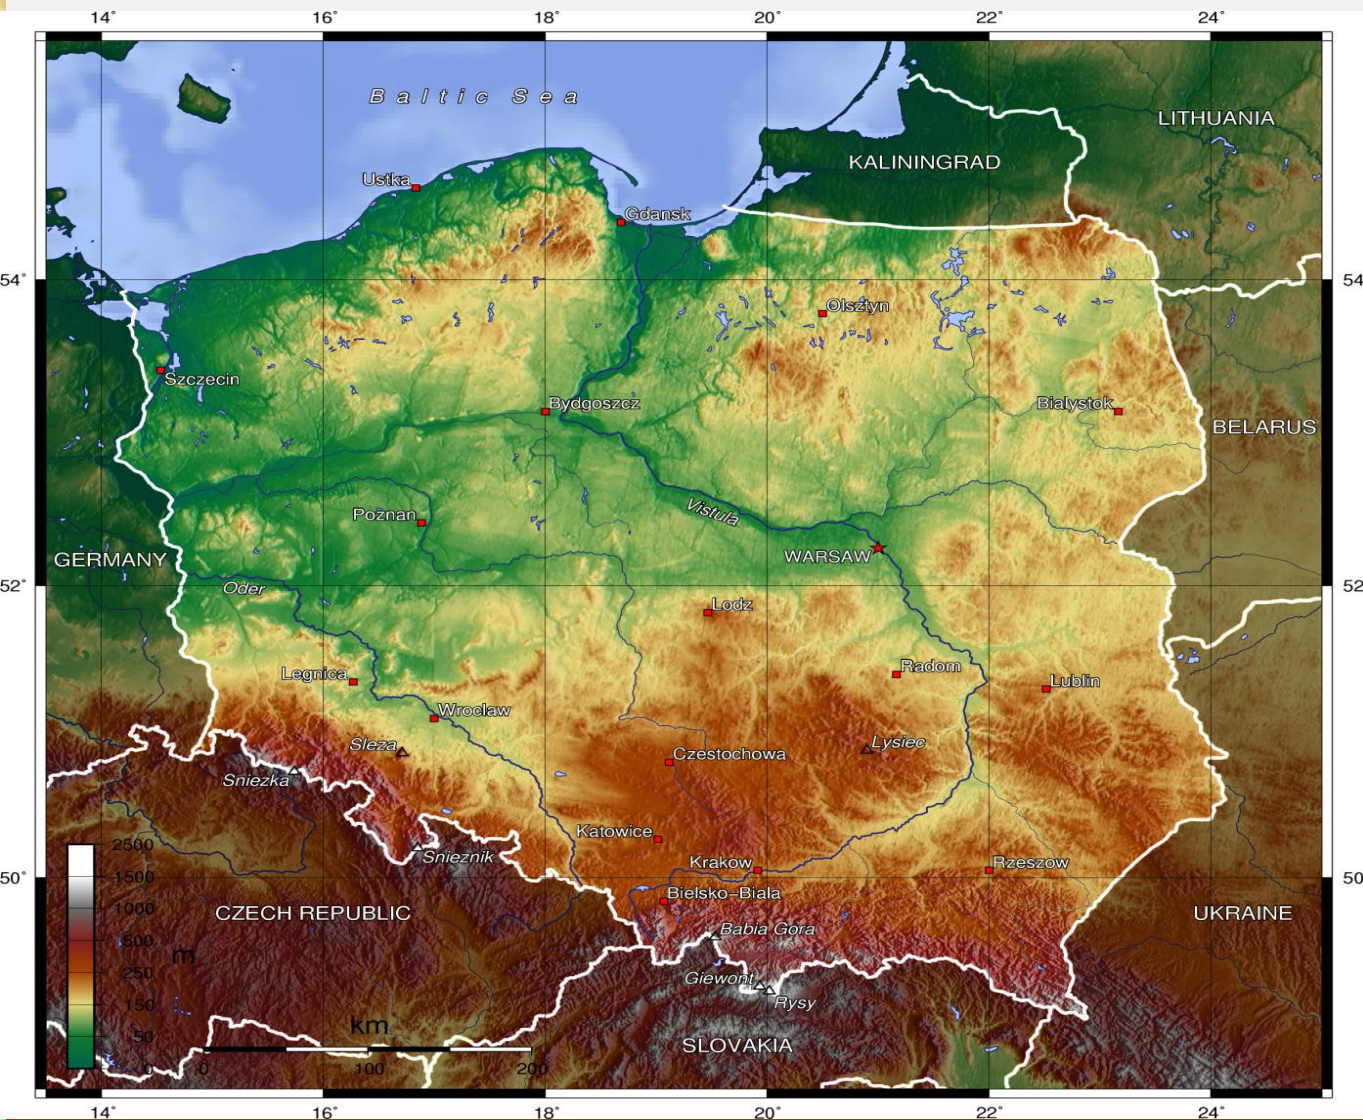 14° 16° 18° 20° 22° 24°
Baltic Sea
LITHUANIA
KALININGRAD
Ustka
Gdansk
54° 54
Olsztyn
Szczecin
Bydgoszcz
Bialystok
BELARUS
Vistula
Poznan
WARSAW
GERMANY
Oder
52° 52
Lodz
Radom
Legnica
Lublin
Wroclaw
Sleza
Lysiec
Czestochowa
Sniezka
Katowice
Snieznik
Krakow
Rzeszow
50° 50
Bielsko-Biala
CZECH REPUBLIC
UKRAINE
Babia Gora
Giewont
Rysy
SLOVAKIA
2500
1500
1000
500
m
250
150
50
0
km
0 100 200
14° 16° 18° 20° 22° 24°